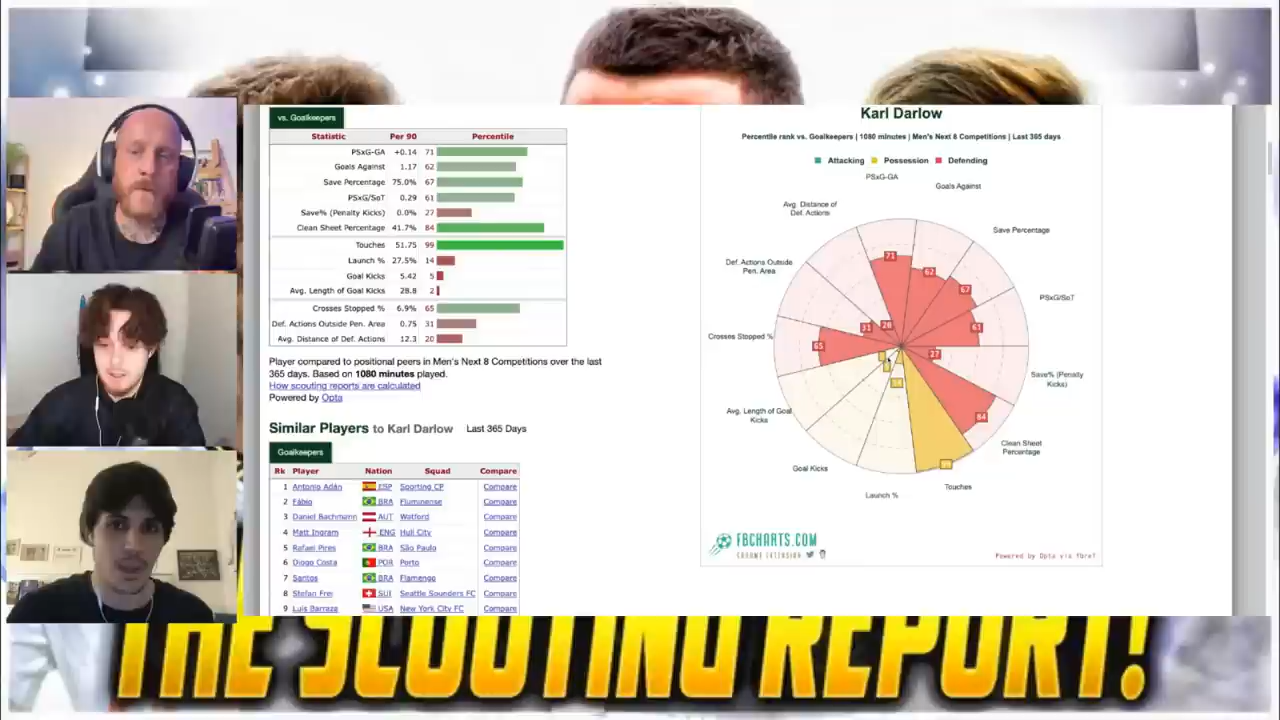 vs. Goalkeepers
Statistic Per 90 Percentile
PSxG-GA +0.14 71
Goals Against 1.17 62
Save Percentage 75.0% 67
PSxG/SoT 0.29 61
Save% (Penalty Kicks) 0.0% 27
Clean Sheet Percentage 41.7% 84
Touches 51.75 99
Launch % 27.5% 14
Goal Kicks 5.42 5
Avg. Length of Goal Kicks 28.8 2
Crosses Stopped % 6.9% 65
Def. Actions Outside Pen. Area 0.75 31
Avg. Distance of Def. Actions 12.3 20
Player compared to positional peers in Men's Next 8 Competitions over the last
365 days. Based on 1080 minutes played.
How scouting reports are calculated
Powered by Opta
Similar Players to Karl Darlow Last 365 Days
Goalkeepers
Rk Player Nation Squad Compare
1 Antonio Adán ESP Sporting CP Compare
2 Fábio BRA Fluminense Compare
3 Daniel Bachmann AUT Watford Compare
4 Matt Ingram ENG Hull City Compare
5 Rafael Pires BRA São Paulo Compare
6 Diogo Costa POR Porto Compare
7 Santos BRA Flamengo Compare
8 Stefan Frei SUI Seattle Sounders FC Compare
9 Luis Barraza USA New York City FC Compare
Karl Darlow
Percentile rank vs. Goalkeepers | 1080 minutes | Men's Next 8 Competitions | Last 365 days
Attacking Possession Defending
PSxG-GA
Goals Against
Avg. Distance of
Def. Actions
Save Percentage
71
Def. Actions Outside
Pen. Area
62
67
PSxG/SoT
31 20
61
Crosses Stopped %
65
27
Save% (Penalty
Kicks)
14
Avg. Length of Goal
Kicks
84
Clean Sheet
Percentage
Goal Kicks
Touches
Launch %
FBCHARTS.COM
CHROME EXTENSION
Powered by Opta via fbref
THE SCOUTING REPORT!